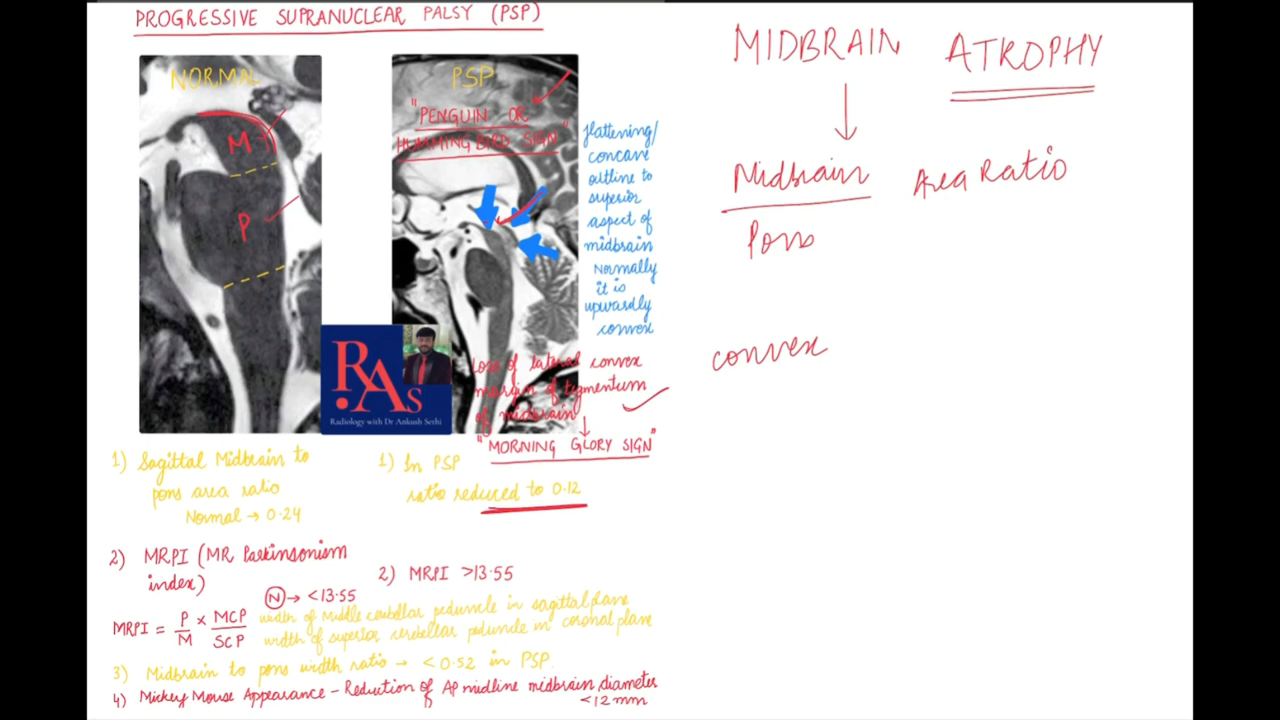 PROGRESSIVE SUPRANUCLEAR PALSY (PSP)
NORMAL
M
P
PSP
"PENGUIN OR
HUMMING BIRD SIGN"
flattening/
concave
outline to
superior
aspect of
midbrain
Normally
it is
upwardly
convex
RAs
Radiology with Dr Ankush Sethi
Loss of lateral convex
margin of tegmentum
of midbrain
"MORNING GLORY SIGN"
1) Sagittal Midbrain to
pons area ratio
Normal → 0.24
1) In PSP
ratio reduced to 0.12
2) MRPI (MR Parkinsonism
index)
N → <13.55
2) MRPI >13.55
MRPI = P/M × MCP/SCP
width of middle cerebellar peduncle in sagittal plane
width of superior cerebellar peduncle in coronal plane
3) Midbrain to pons width ratio → <0.52 in PSP.
4) Mickey Mouse Appearance - Reduction of AP midline midbrain diameter
<12mm
MIDBRAIN ATROPHY
Midbrain Area Ratio
Pons
convex